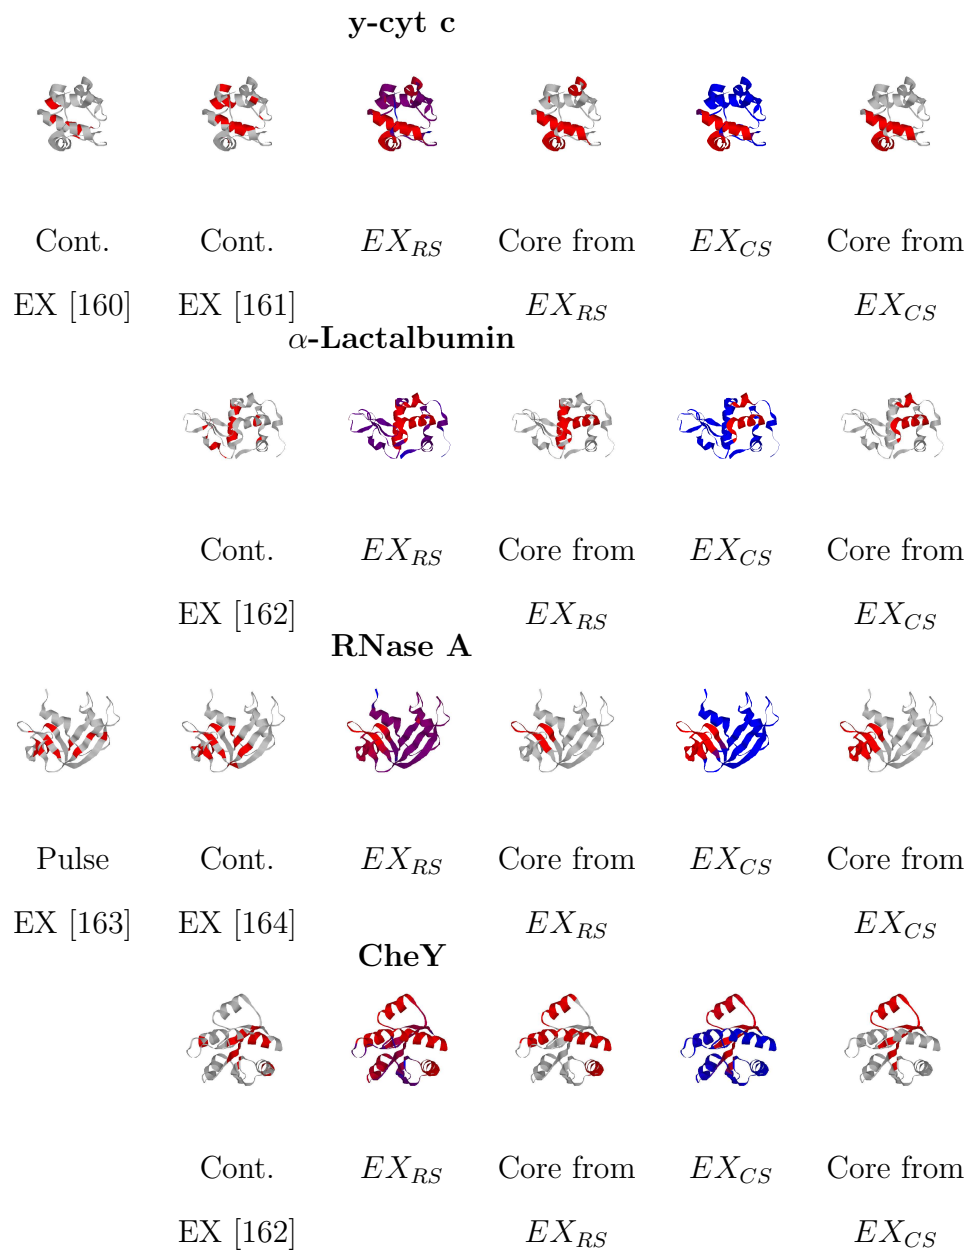 y-cyt c
Cont. Cont. EX_RS Core from EX_CS Core from
EX [160] EX [161] EX_RS EX_CS
α-Lactalbumin
Cont. EX_RS Core from EX_CS Core from
EX [162] EX_RS EX_CS
RNase A
Pulse Cont. EX_RS Core from EX_CS Core from
EX [163] EX [164] EX_RS EX_CS
CheY
Cont. EX_RS Core from EX_CS Core from
EX [162] EX_RS EX_CS